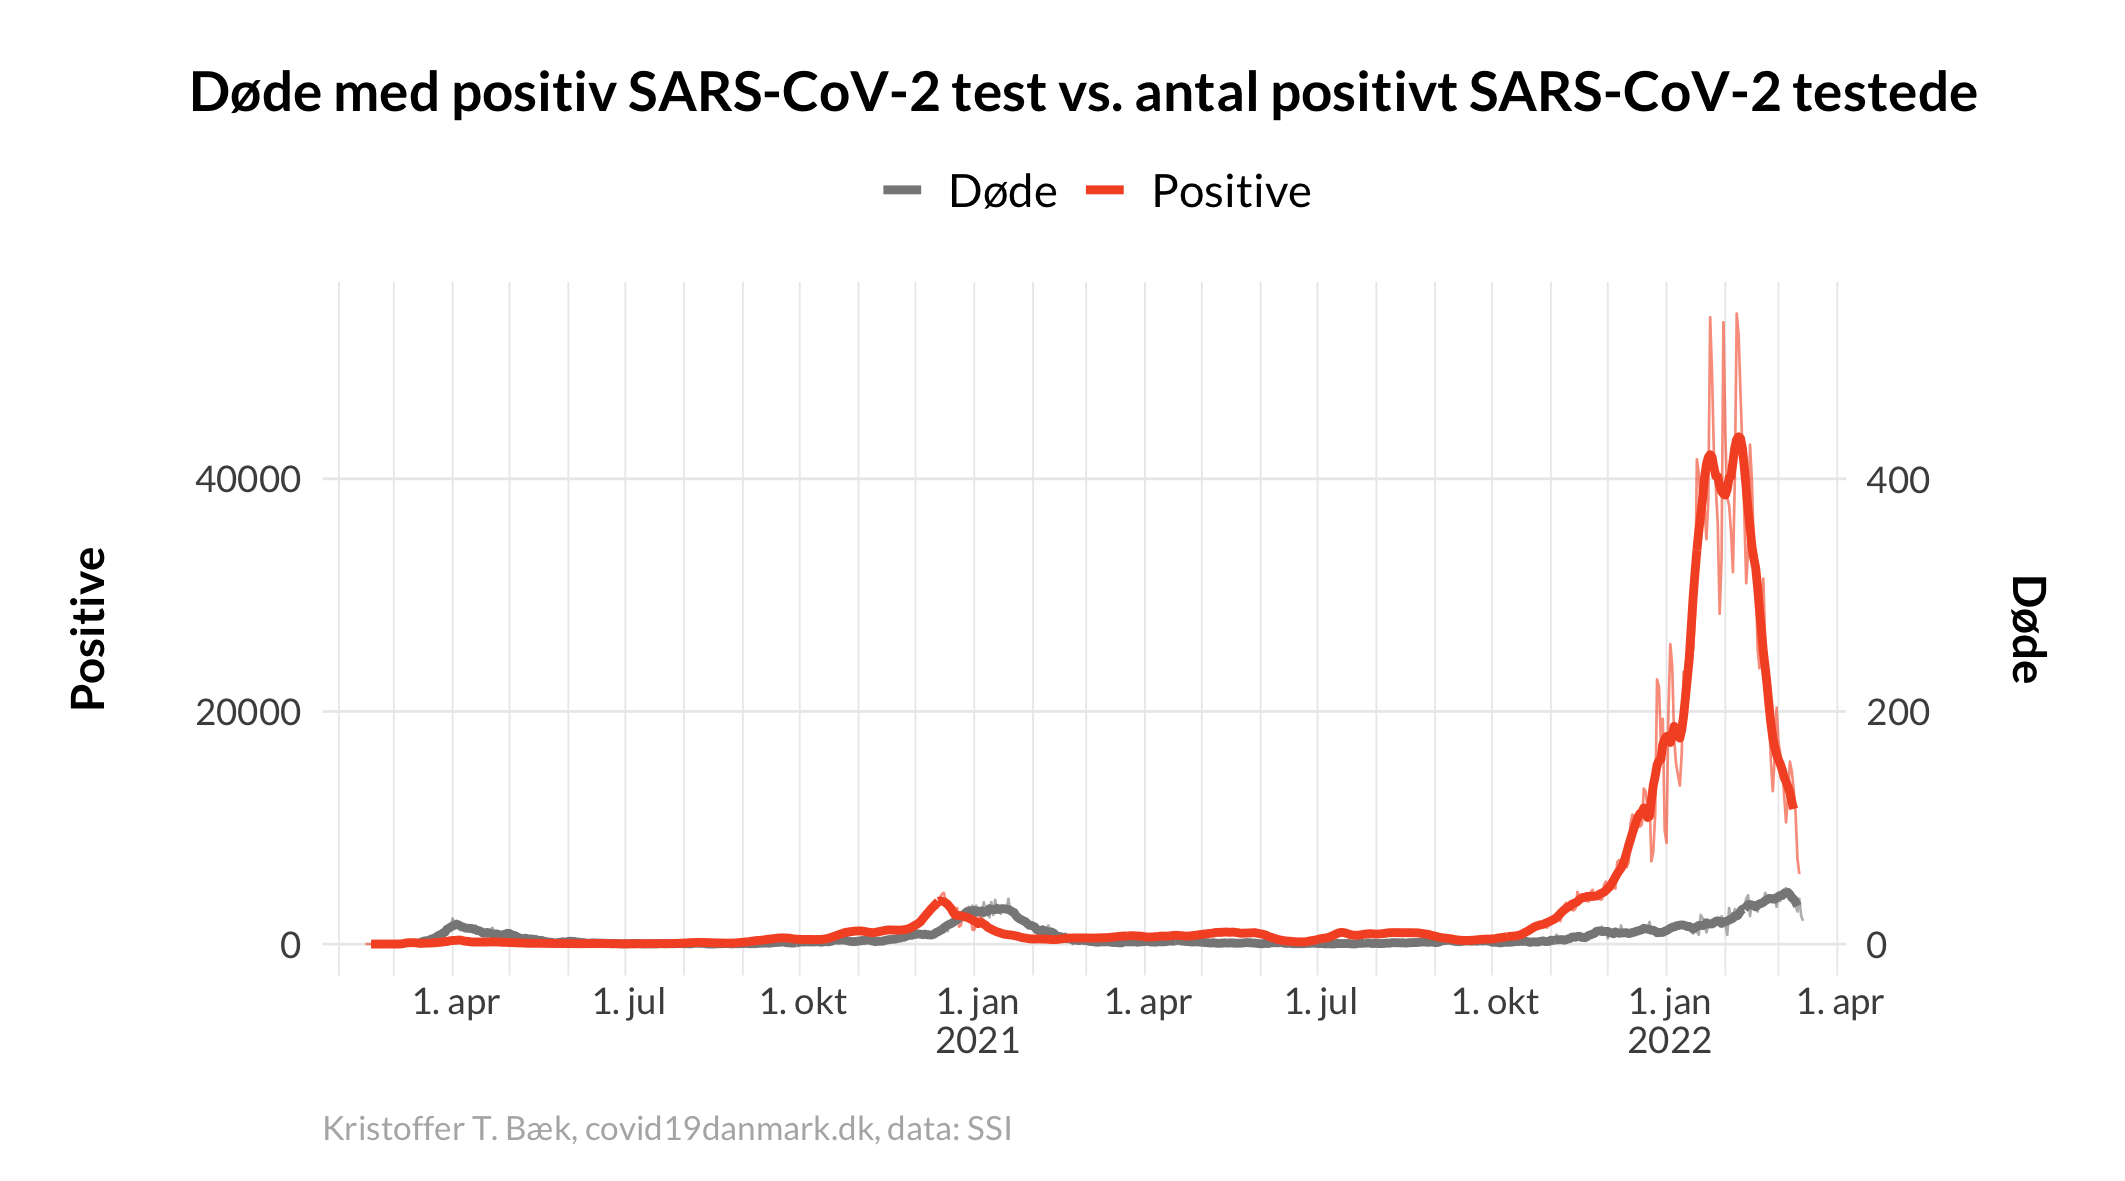 Døde med positiv SARS-CoV-2 test vs. antal positivt SARS-CoV-2 testede
Døde Positive
40000
20000
0
Positive
400
200
0
Døde
1. apr 1. jul 1. okt 1. jan 1. apr 1. jul 1. okt 1. jan 1. apr
2021 2022
Kristoffer T. Bæk, covid19danmark.dk, data: SSI